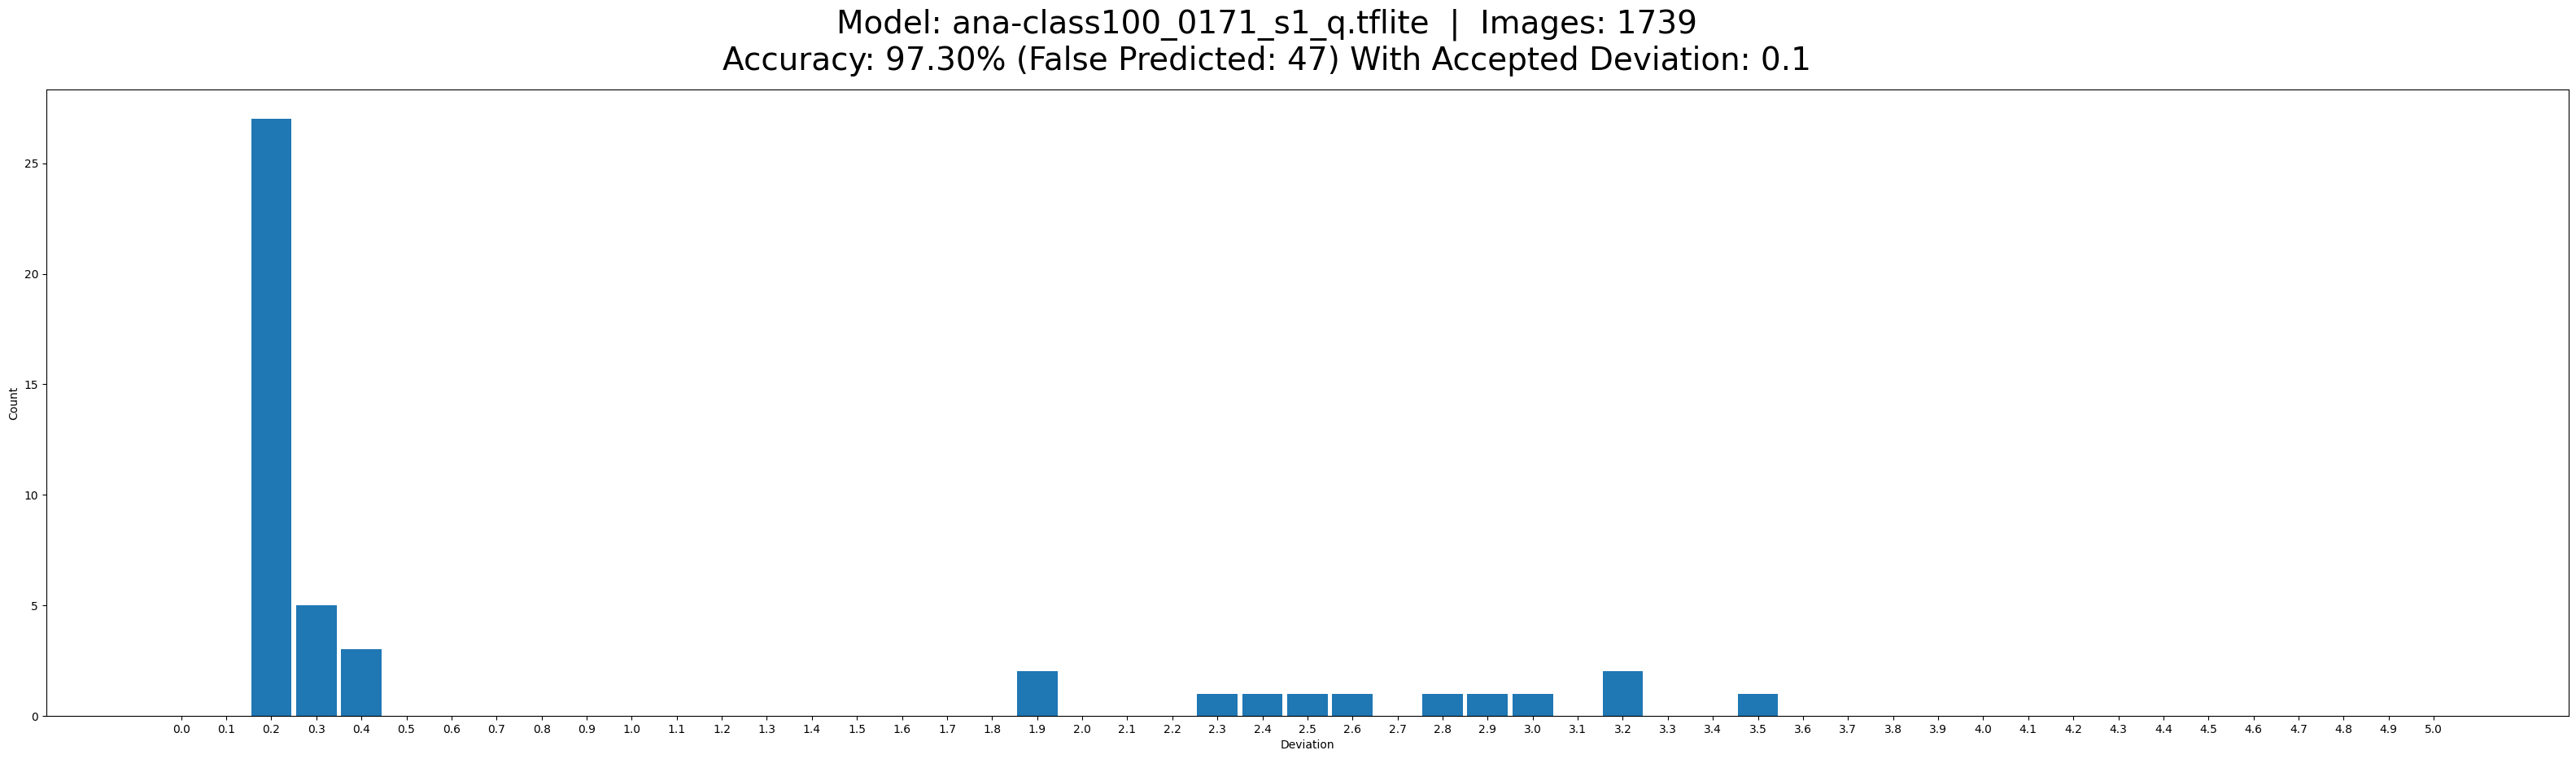 Model: ana-class100_0171_s1_q.tflite | Images: 1739
Accuracy: 97.30% (False Predicted: 47) With Accepted Deviation: 0.1
25
20
15
10
5
0
Count
0.0 0.1 0.2 0.3 0.4 0.5 0.6 0.7 0.8 0.9 1.0 1.1 1.2 1.3 1.4 1.5 1.6 1.7 1.8 1.9 2.0 2.1 2.2 2.3 2.4 2.5 2.6 2.7 2.8 2.9 3.0 3.1 3.2 3.3 3.4 3.5 3.6 3.7 3.8 3.9 4.0 4.1 4.2 4.3 4.4 4.5 4.6 4.7 4.8 4.9 5.0
Deviation